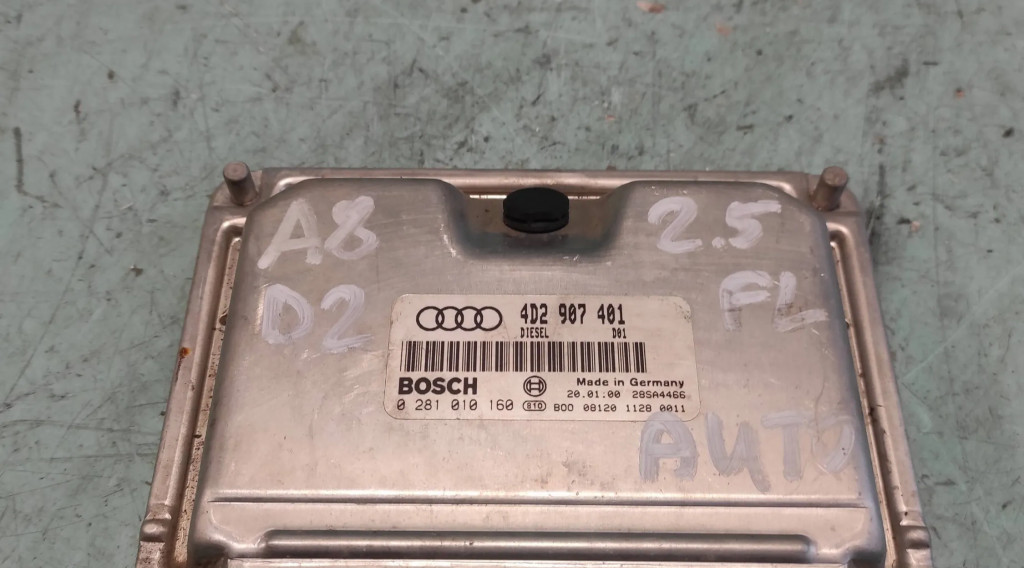 A8
2.5
D2
FL
4D2 907 401
DIESEL D01
BOSCH
Made in Germany
20.01:00 28SA4466
0 281 010 160 810 B00 08120 1128 0011
AUTO